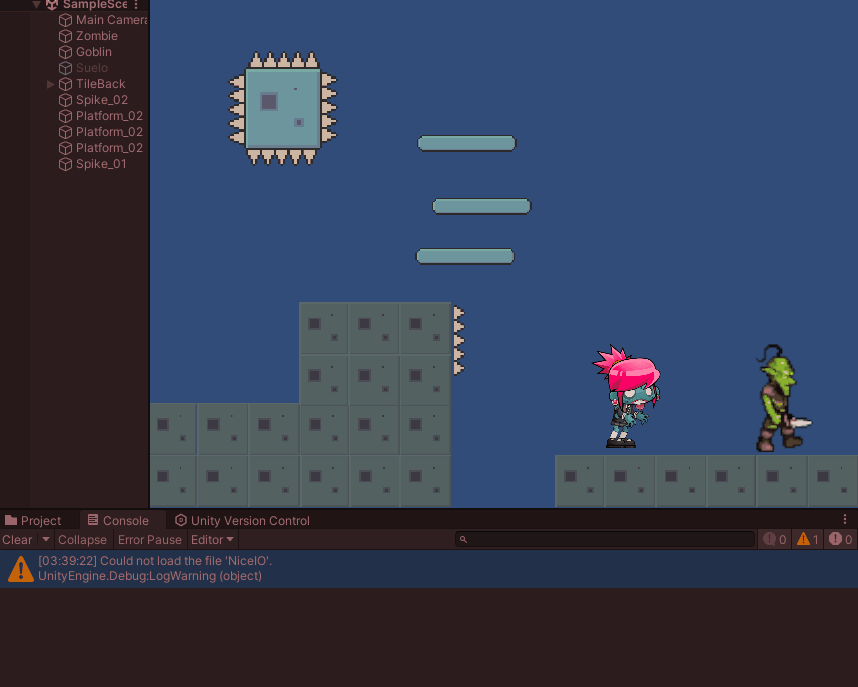 SampleSce
Main Camera
Zombie
Goblin
Suelo
TileBack
Spike_02
Platform_02
Platform_02
Platform_02
Spike_01
Project
Console
Unity Version Control
Clear
Collapse
Error Pause
Editor
0
1
0
[03:39:22] Could not load the file 'NiceIO'.
UnityEngine.Debug:LogWarning (object)